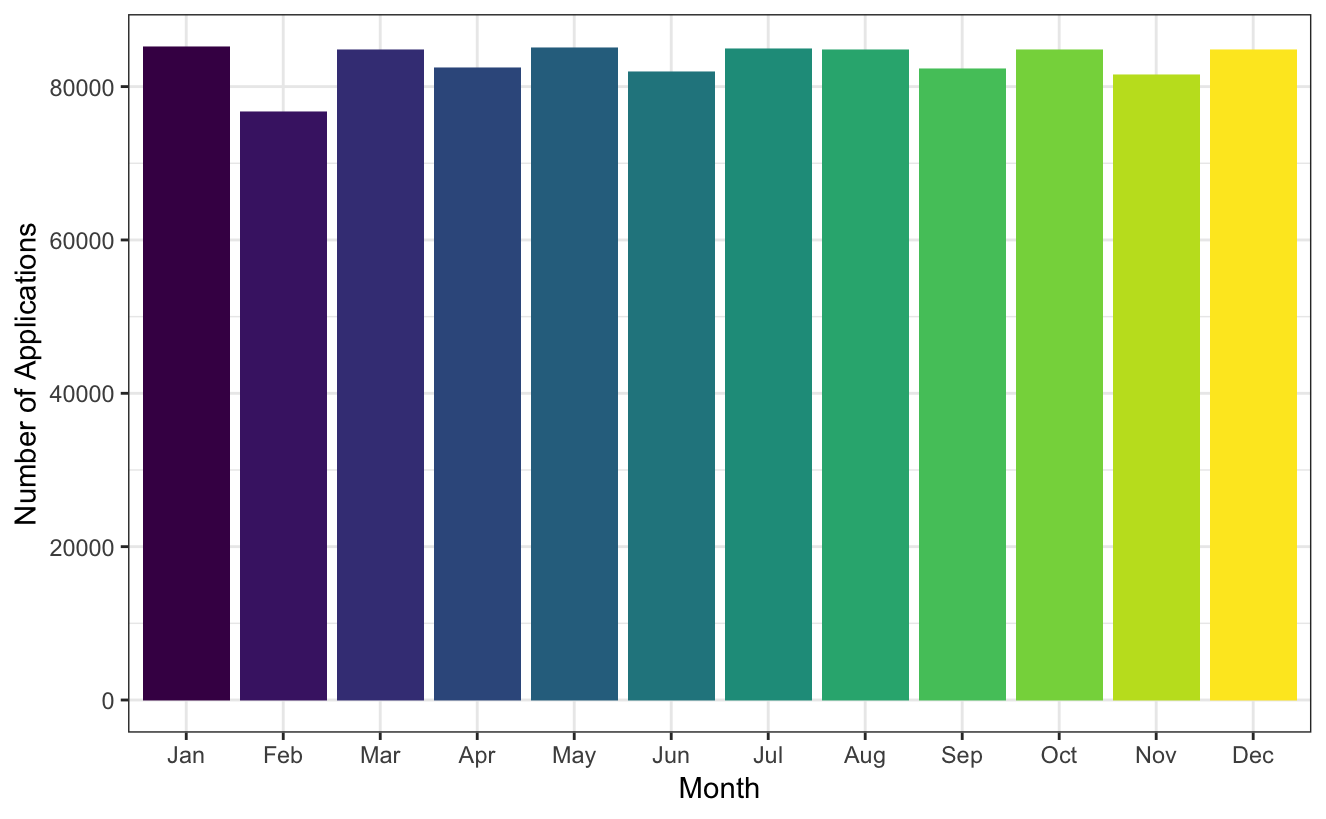 Number of Applications
80000
60000
40000
20000
0
Jan Feb Mar Apr May Jun Jul Aug Sep Oct Nov Dec
Month